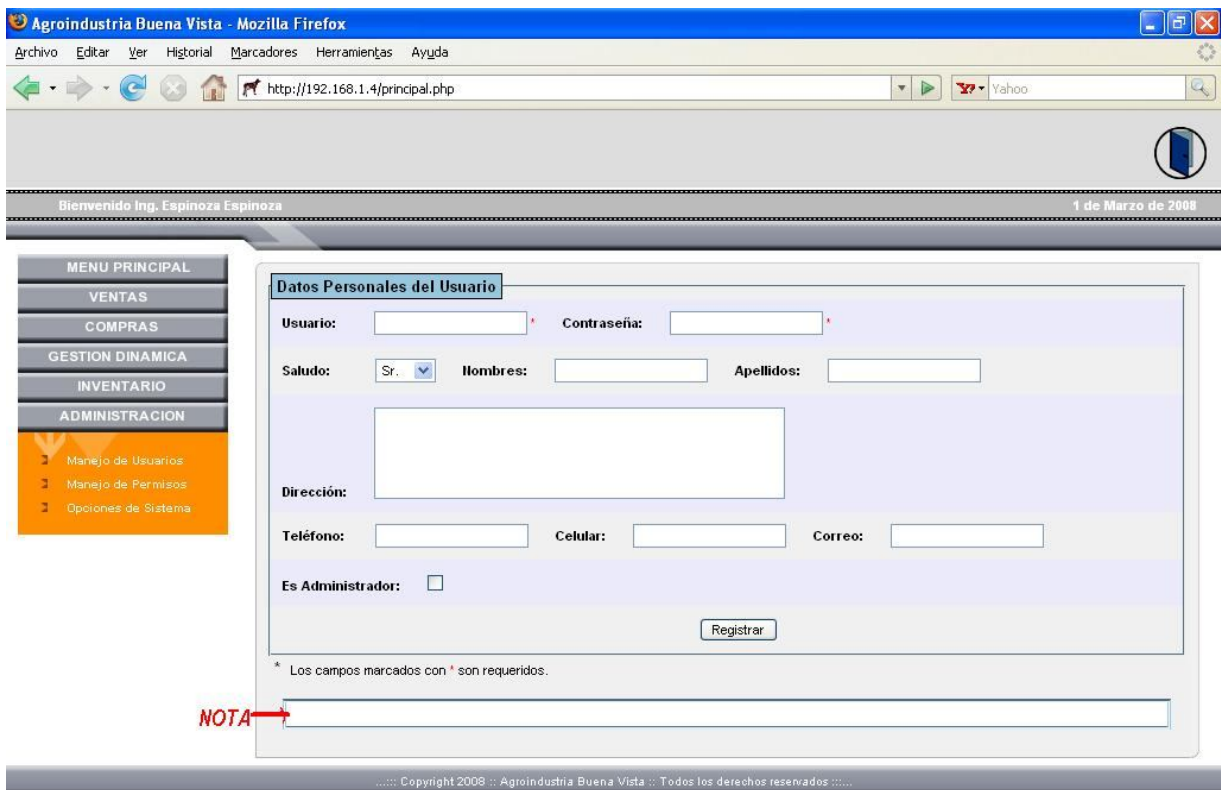 Agroindustria Buena Vista - Mozilla Firefox
Archivo Editar Ver Historial Marcadores Herramientas Ayuda
http://192.168.1.4/principal.php Yahoo
Bienvenido Ing. Espinoza Espinoza 1 de Marzo de 2008
MENU PRINCIPAL
VENTAS
COMPRAS
GESTION DINAMICA
INVENTARIO
ADMINISTRACION
Manejo de Usuarios
Manejo de Permisos
Opciones de Sistema
Datos Personales del Usuario
Usuario: * Contraseña: *
Saludo: Sr. Nombres: Apellidos:
Dirección:
Teléfono: Celular: Correo:
Es Administrador:
Registrar
* Los campos marcados con * son requeridos.
NOTA
...::: Copyright 2008 :: Agroindustria Buena Vista :: Todos los derechos reservados :::...